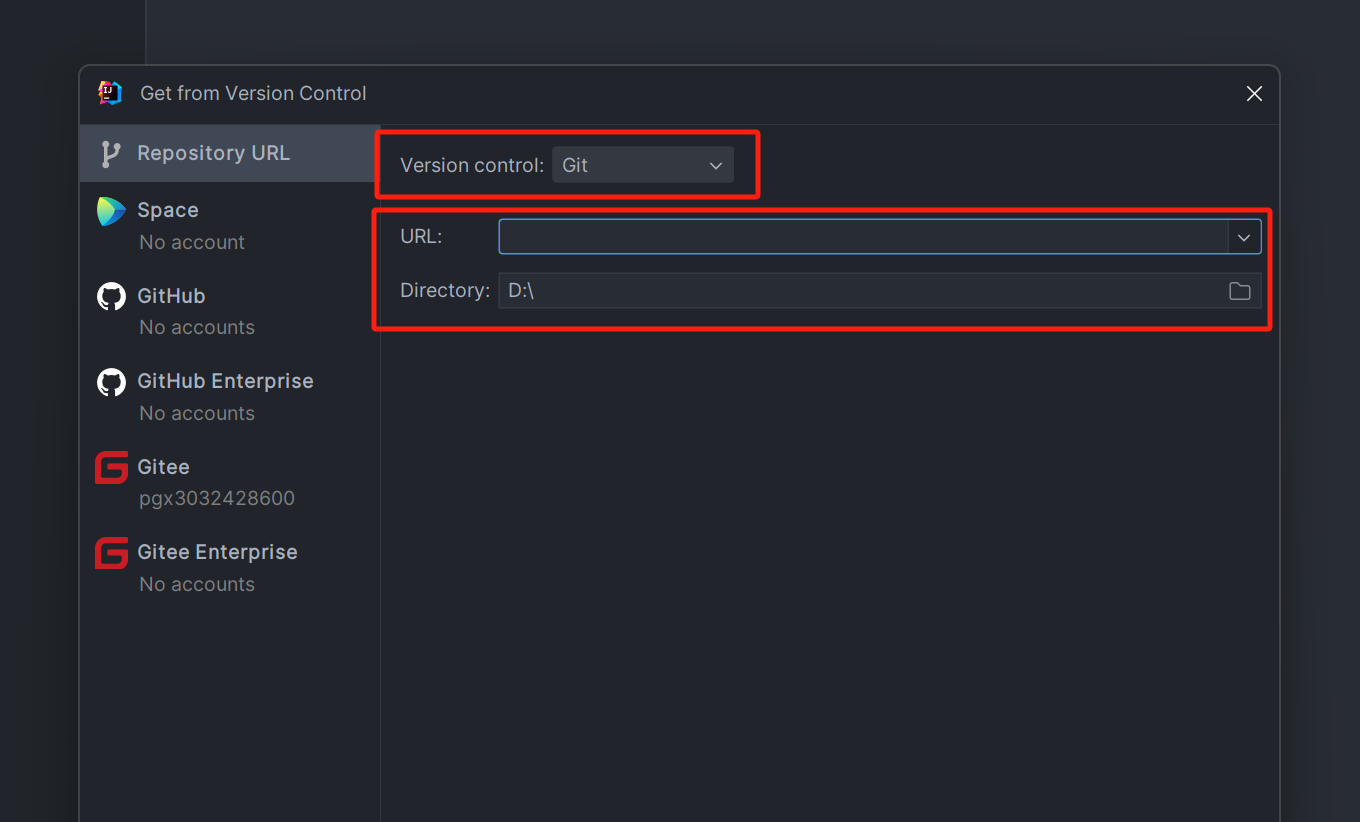 Get from Version Control
Repository URL
Space
No account
GitHub
No accounts
GitHub Enterprise
No accounts
Gitee
pgx3032428600
Gitee Enterprise
No accounts
Version control: Git
URL:
Directory: D:\